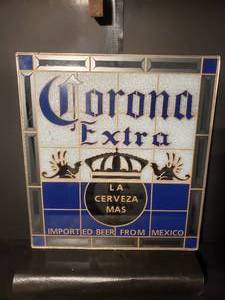 Corona
Extra
LA
CERVEZA
MAS
IMPORTED BEER FROM MEXICO